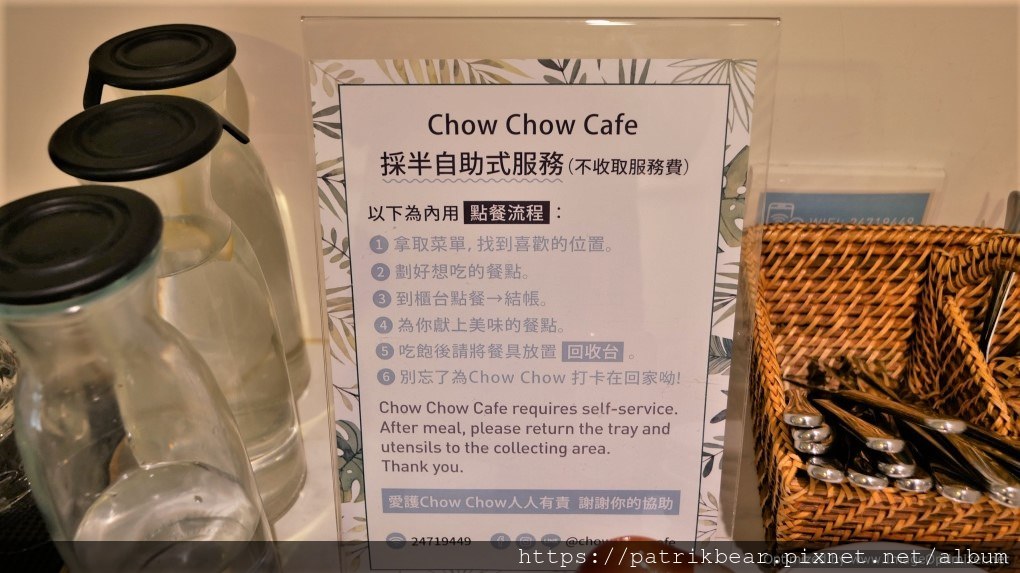 Chow Chow Cafe
採半自助式服務(不收取服務費)
以下為內用 點餐流程：
1 拿取菜單, 找到喜歡的位置。
2 劃好想吃的餐點。
3 到櫃台點餐→結帳。
4 為你獻上美味的餐點。
5 吃飽後請將餐具放置 回收台 。
6 別忘了為Chow Chow 打卡在回家呦!
Chow Chow Cafe requires self-service.
After meal, please return the tray and
utensils to the collecting area.
Thank you.
愛護Chow Chow人人有責 謝謝你的協助
24719449
WiFi: 24719449
https://patrikbear.pixnet.net/album